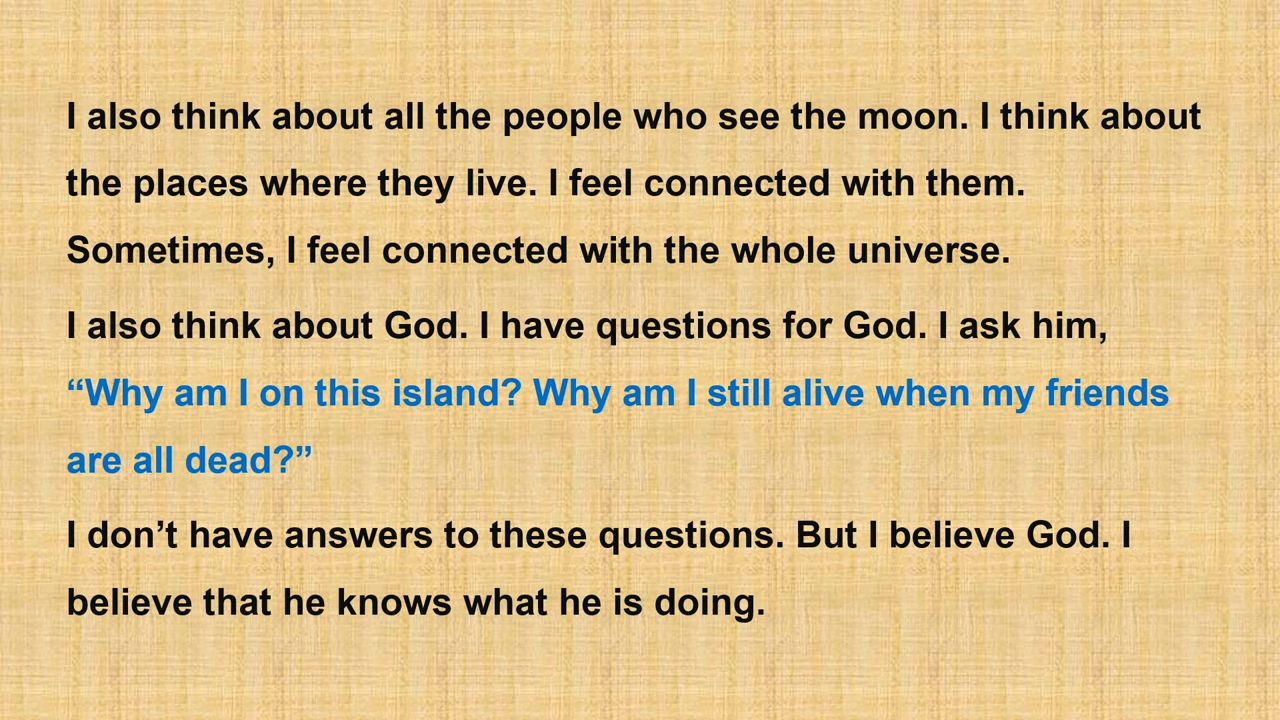 I also think about all the people who see the moon. I think about
the places where they live. I feel connected with them.
Sometimes, I feel connected with the whole universe.
I also think about God. I have questions for God. I ask him,
“Why am I on this island? Why am I still alive when my friends
are all dead?”
I don’t have answers to these questions. But I believe God. I
believe that he knows what he is doing.